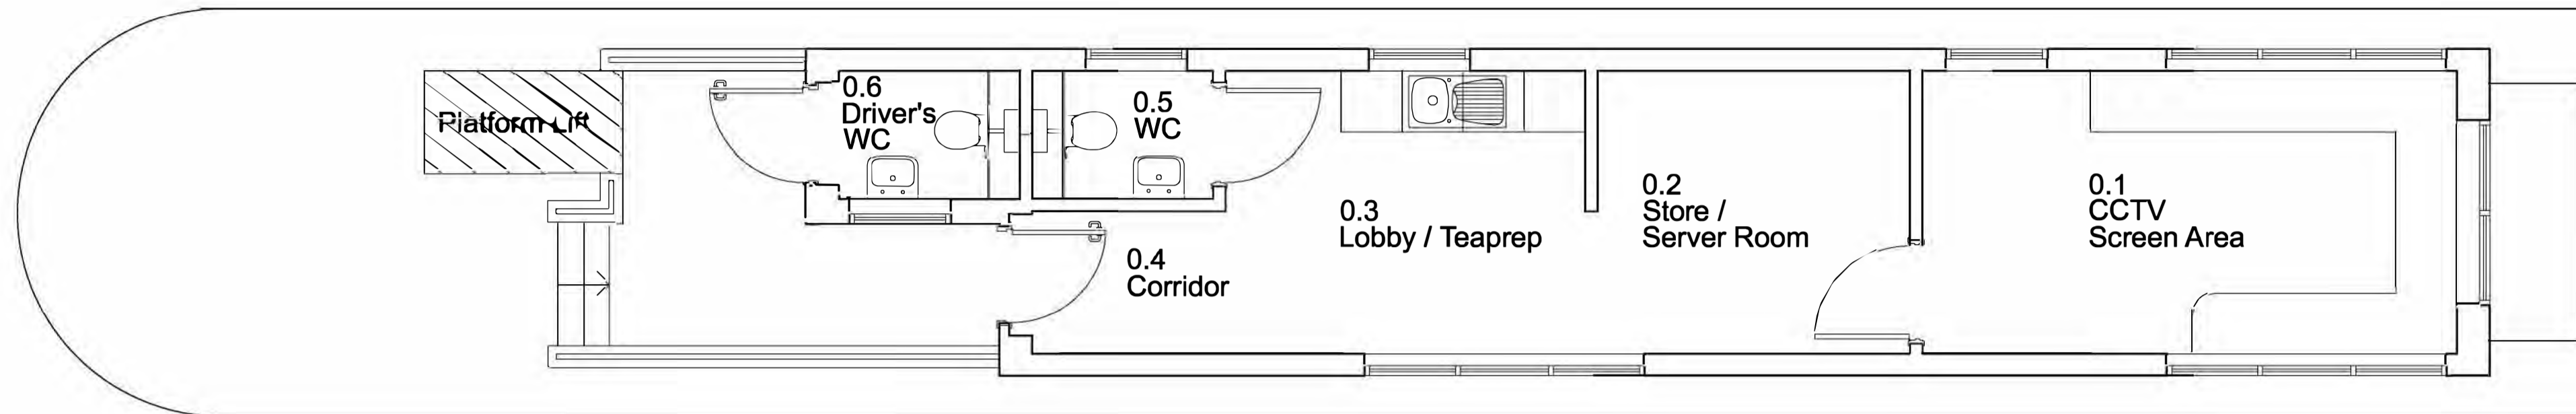 Platform Lift
0.6
Driver's
WC
0.5
WC
0.4
Corridor
0.3
Lobby / Teaprep
0.2
Store /
Server Room
0.1
CCTV
Screen Area